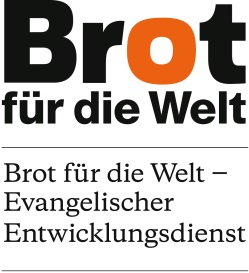 Brot
für die Welt
Brot für die Welt –
Evangelischer
Entwicklungsdienst